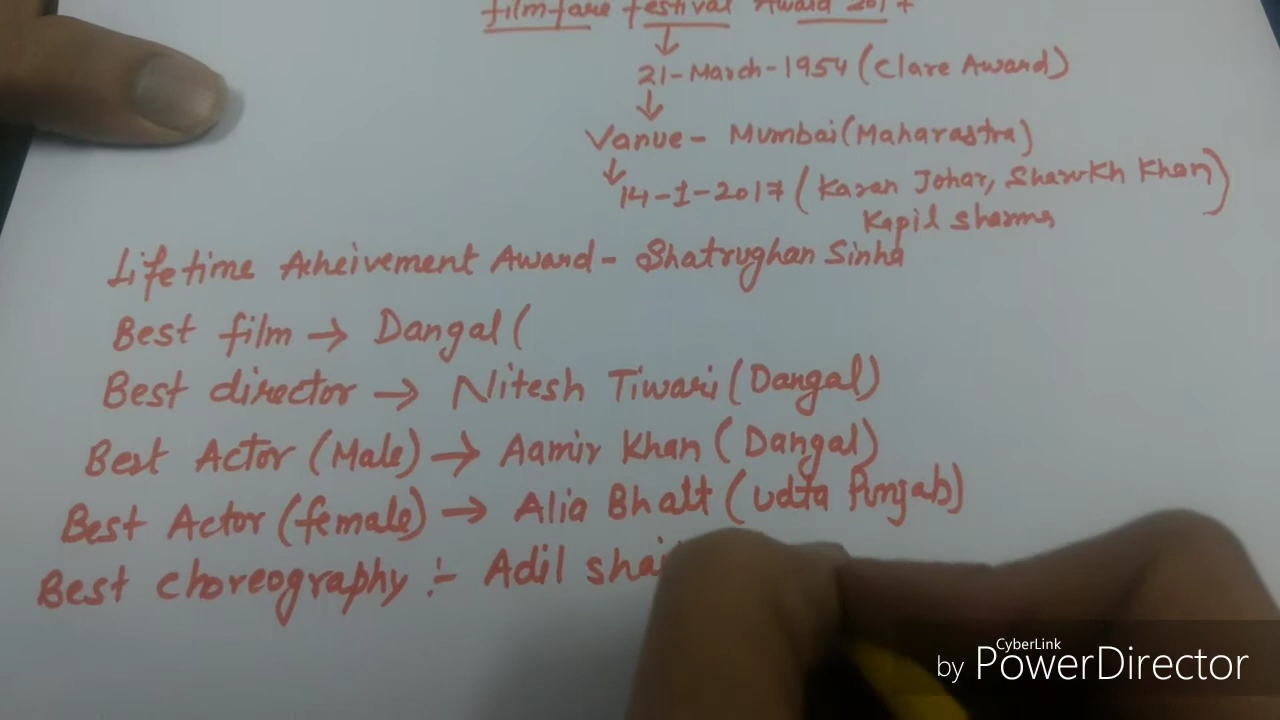 filmfare festival Award 2017
21-March-1954 (Clare Award)
Vanue- Mumbai (Maharastra)
14-1-2017 (Karan Johar, Sharukh Khan)
Kapil Sharma
Lifetime Acheivement Award- Shatrughan Sinha
Best film → Dangal (
Best director → Nitesh Tiwari (Dangal)
Best Actor (Male) → Aamir Khan (Dangal)
Best Actor (female) → Alia Bhatt (Udta Punjab)
Best choreography :- Adil shai
CyberLink
by PowerDirector